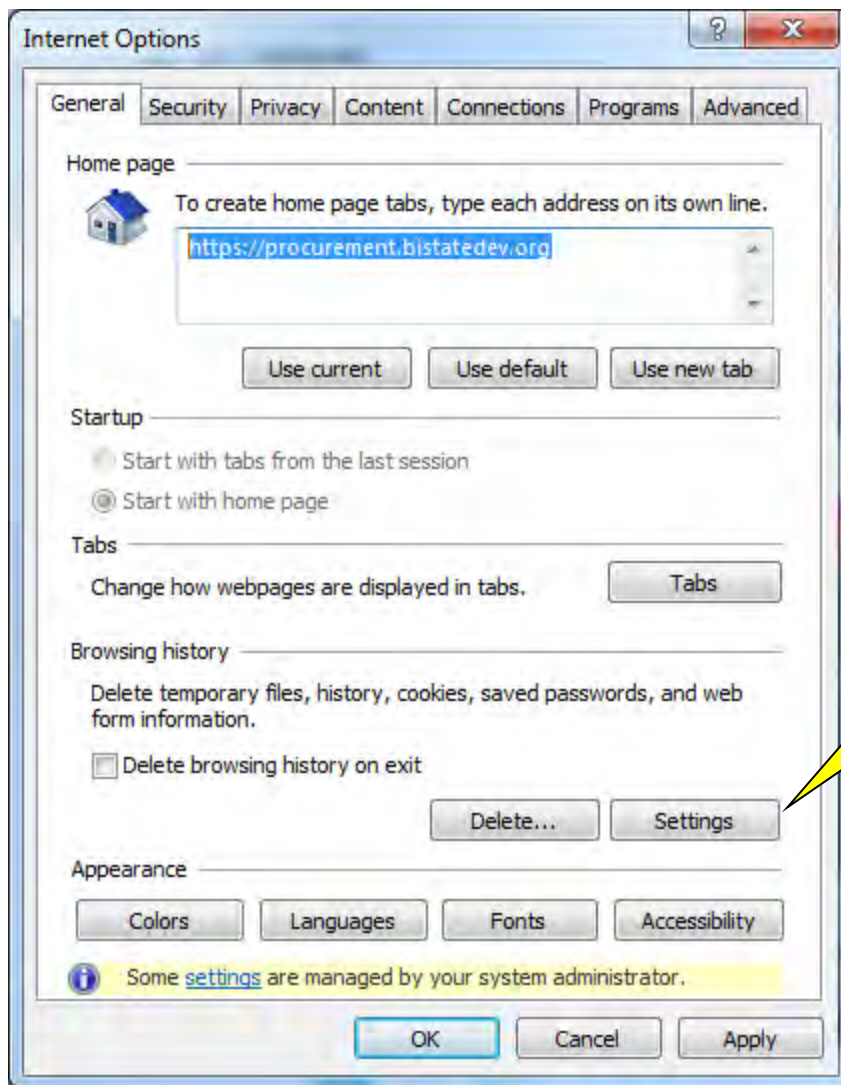 Internet Options
General Security Privacy Content Connections Programs Advanced
Home page
To create home page tabs, type each address on its own line.
https://procurement.bistatedev.org
Use current Use default Use new tab
Startup
Start with tabs from the last session
Start with home page
Tabs
Change how webpages are displayed in tabs. Tabs
Browsing history
Delete temporary files, history, cookies, saved passwords, and web
form information.
Delete browsing history on exit
Delete... Settings
Appearance
Colors Languages Fonts Accessibility
Some settings are managed by your system administrator.
OK Cancel Apply